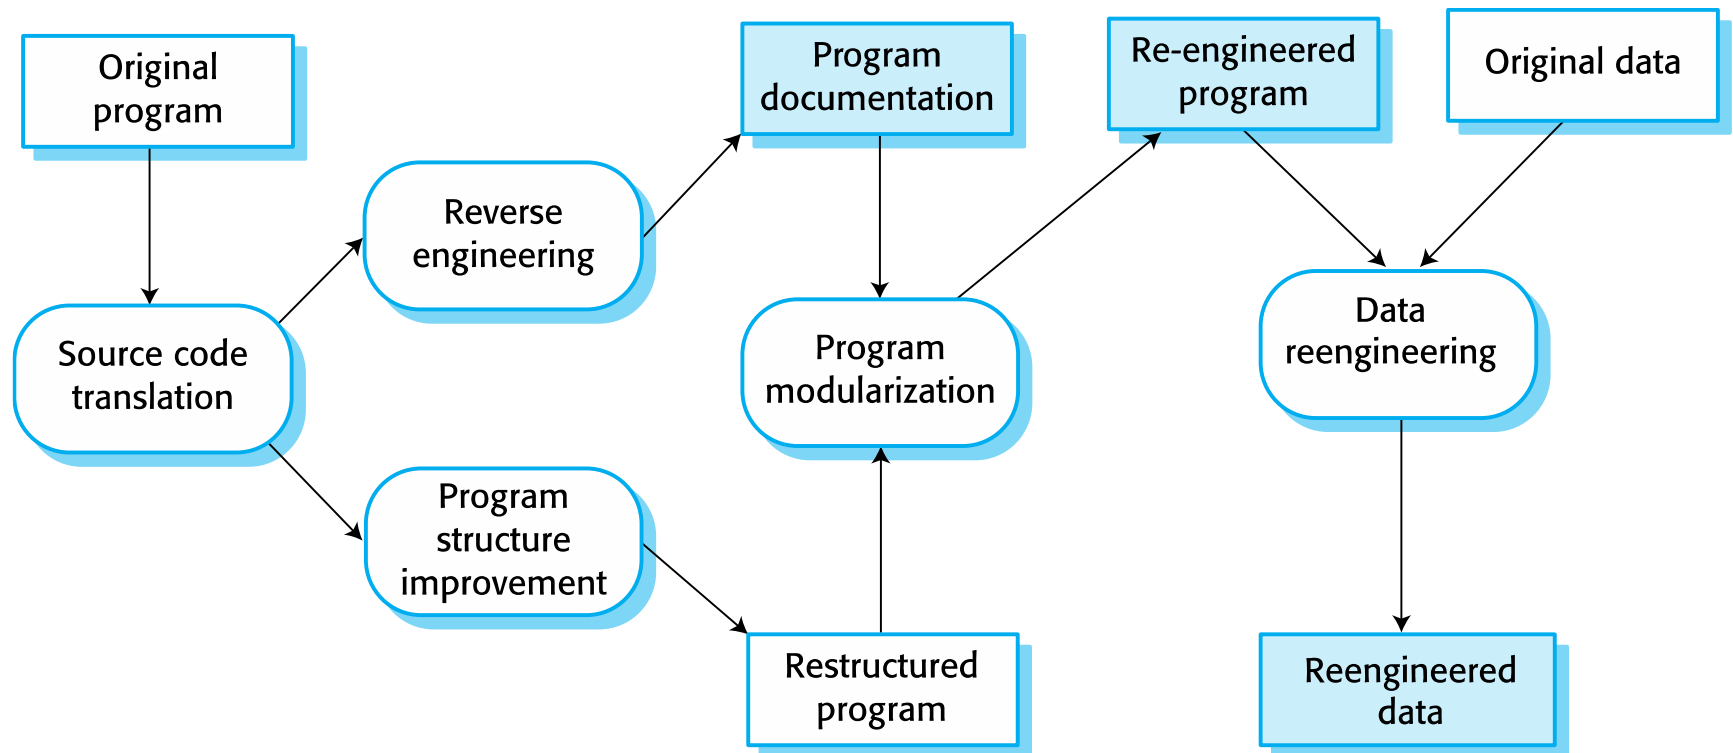 Original
program
Program
documentation
Re-engineered
program
Original data
Reverse
engineering
Source code
translation
Program
modularization
Data
reengineering
Program
structure
improvement
Restructured
program
Reengineered
data